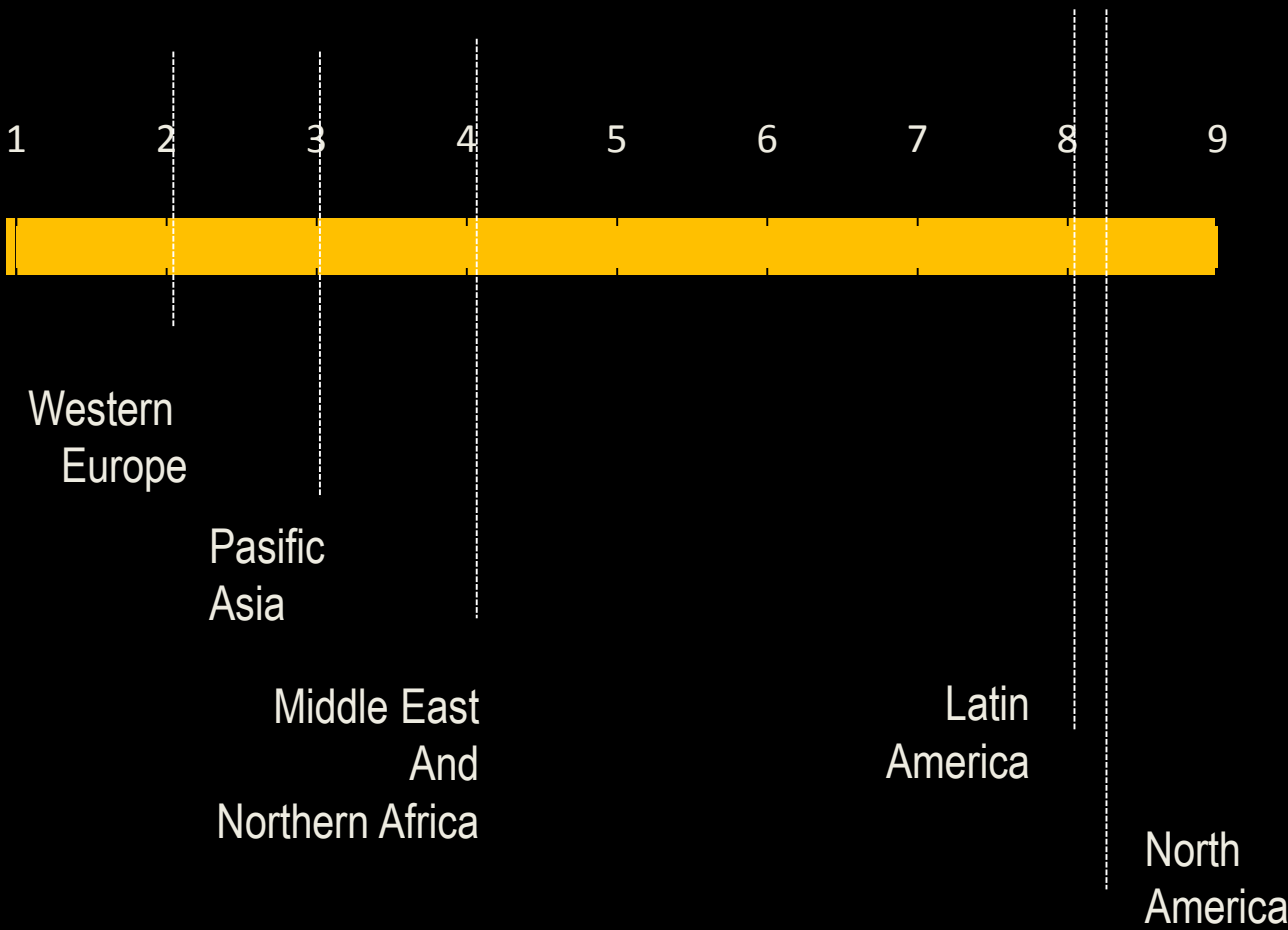 1 2 3 4 5 6 7 8 9
Western
Europe
Pasific
Asia
Middle East
And
Northern Africa
Latin
America
North
America